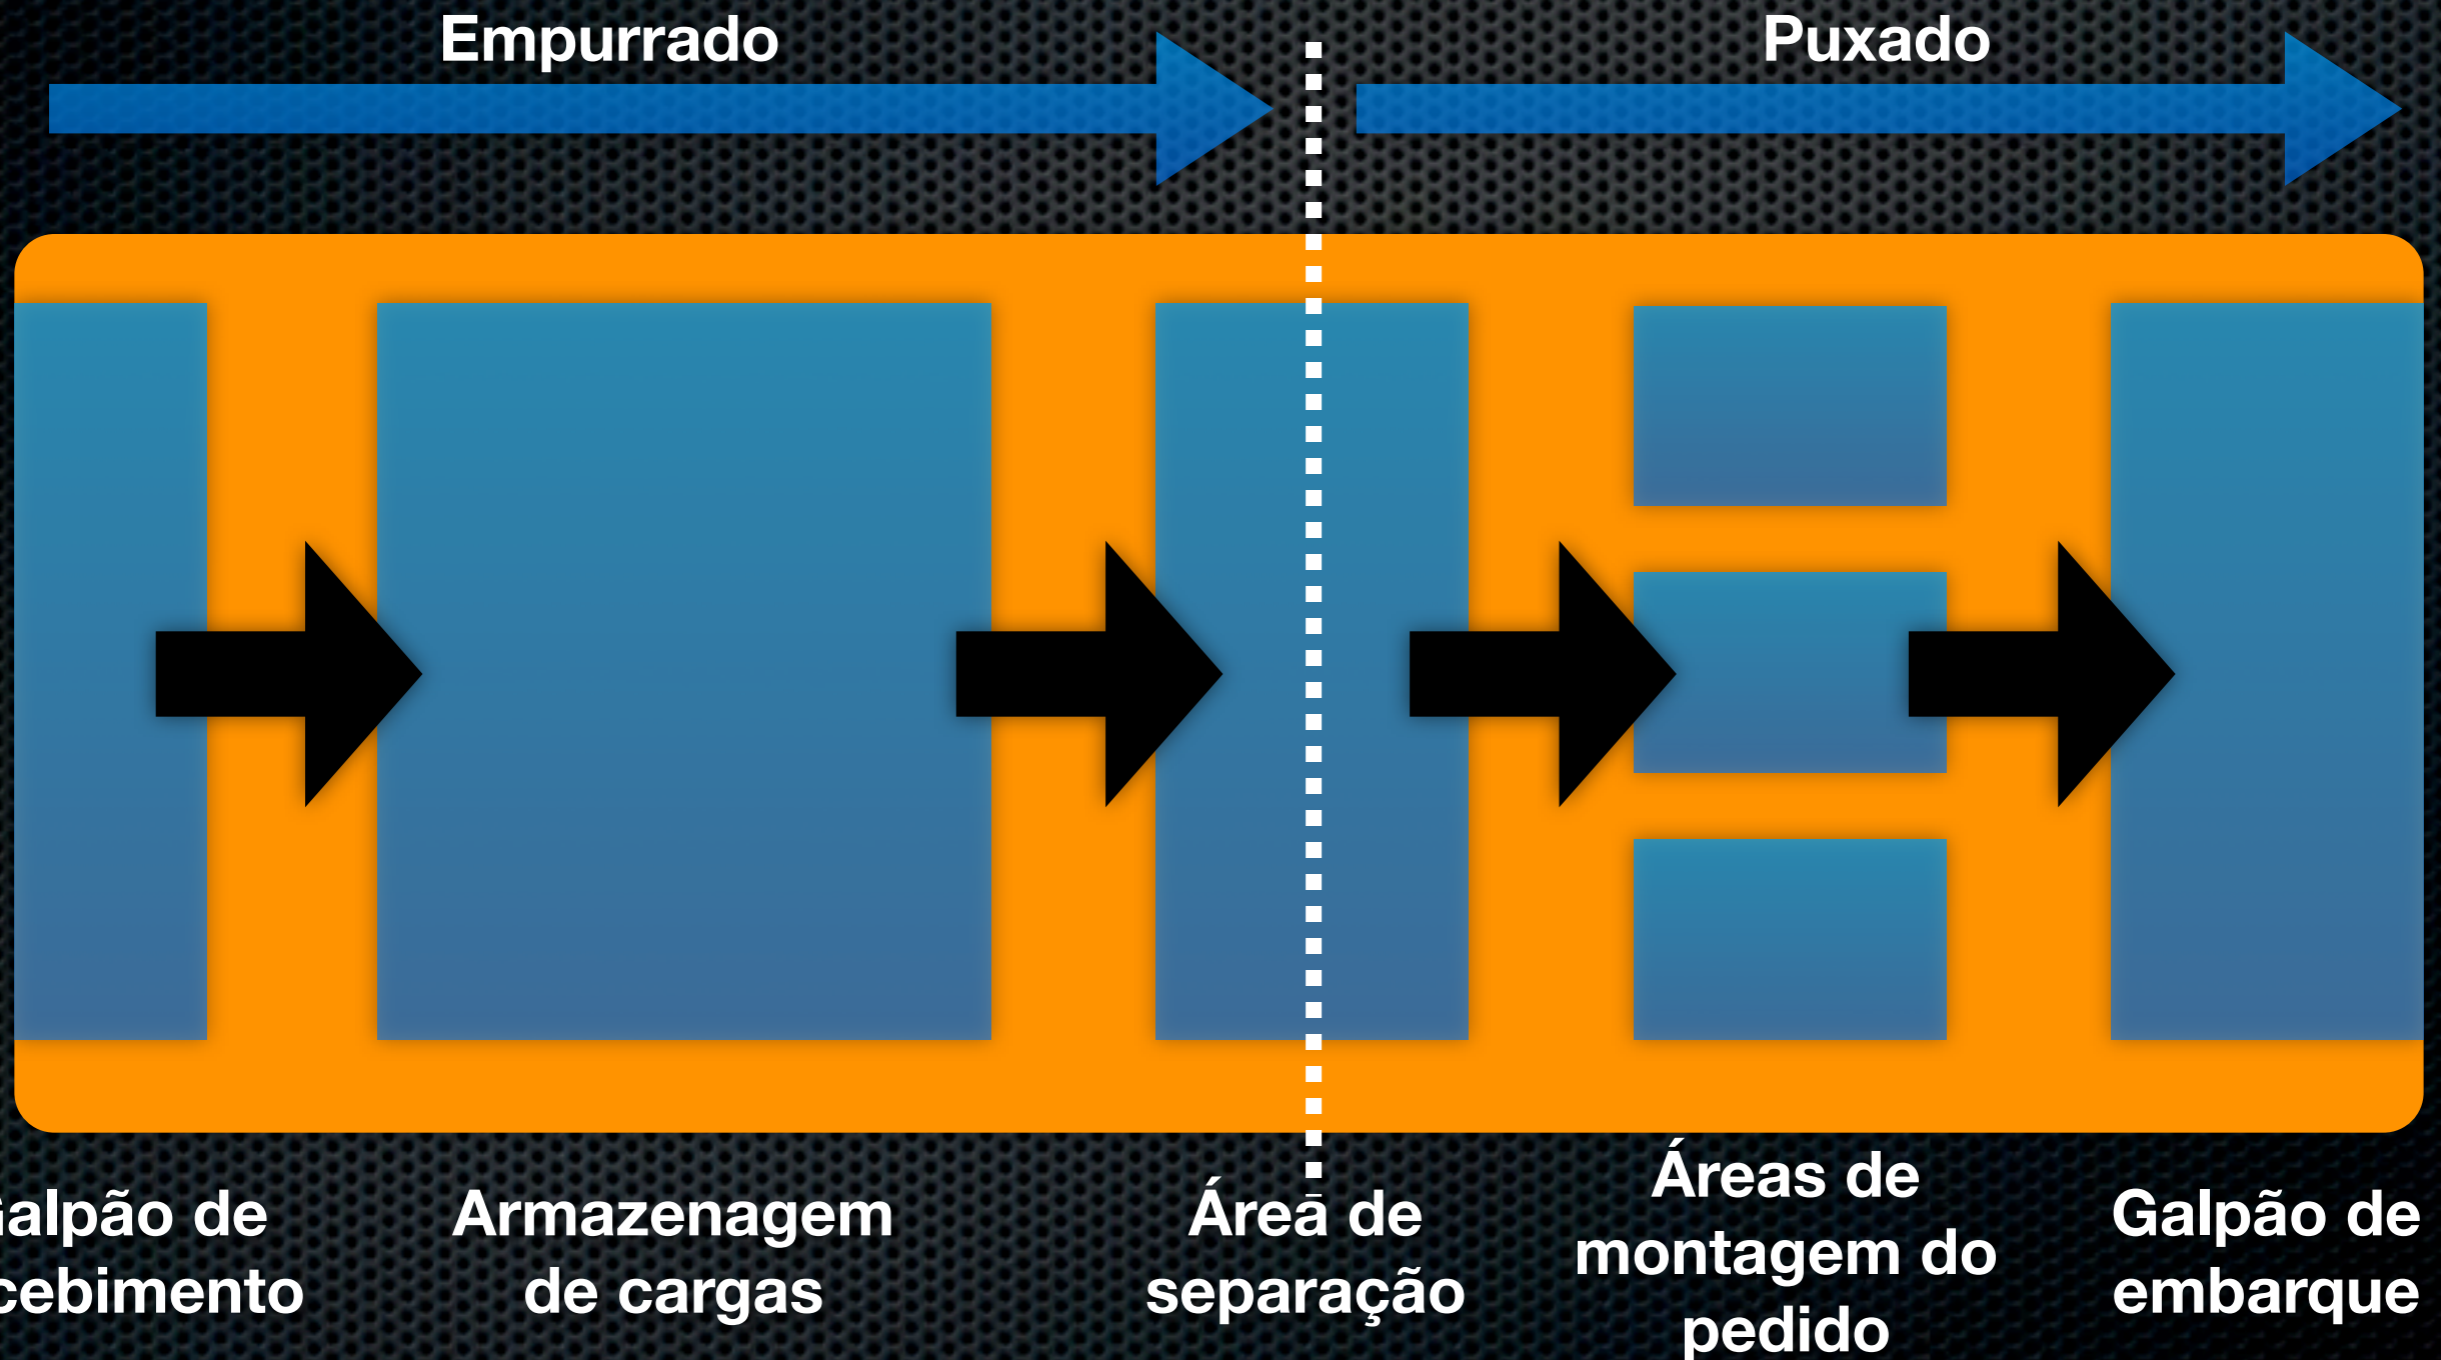 Empurrado
Puxado
alpão de
cebimento
Armazenagem
de cargas
Área de
separação
Áreas de
montagem do
pedido
Galpão de
embarque